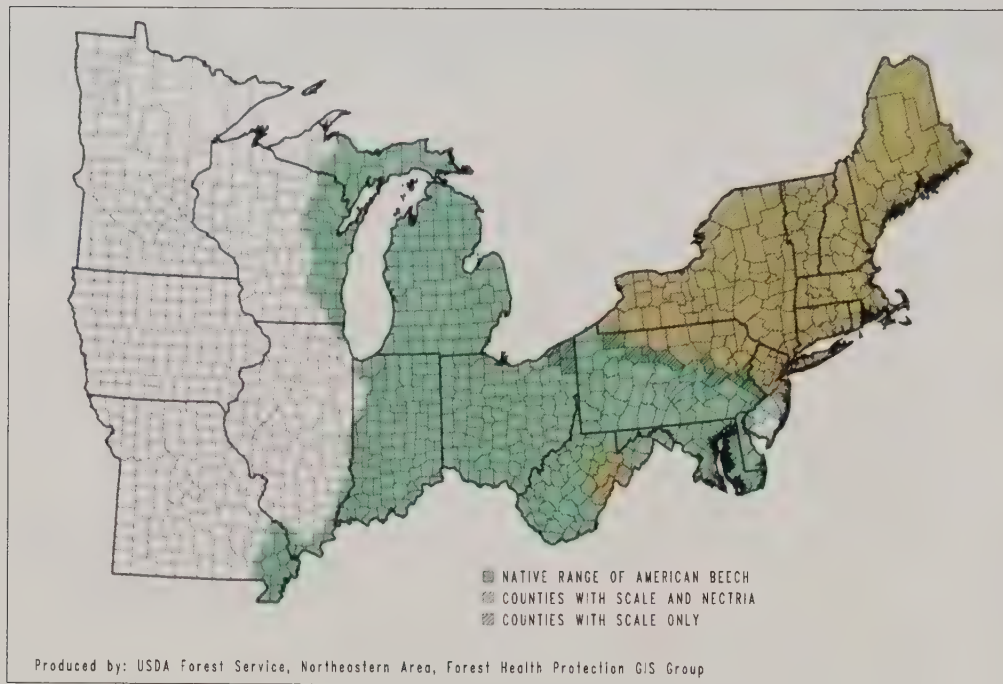 NATIVE RANGE OF AMERICAN BEECH
COUNTIES WITH SCALE AND NECTRIA
COUNTIES WITH SCALE ONLY
Produced by: USDA Forest Service, Northeastern Area, Forest Health Protection GIS Group